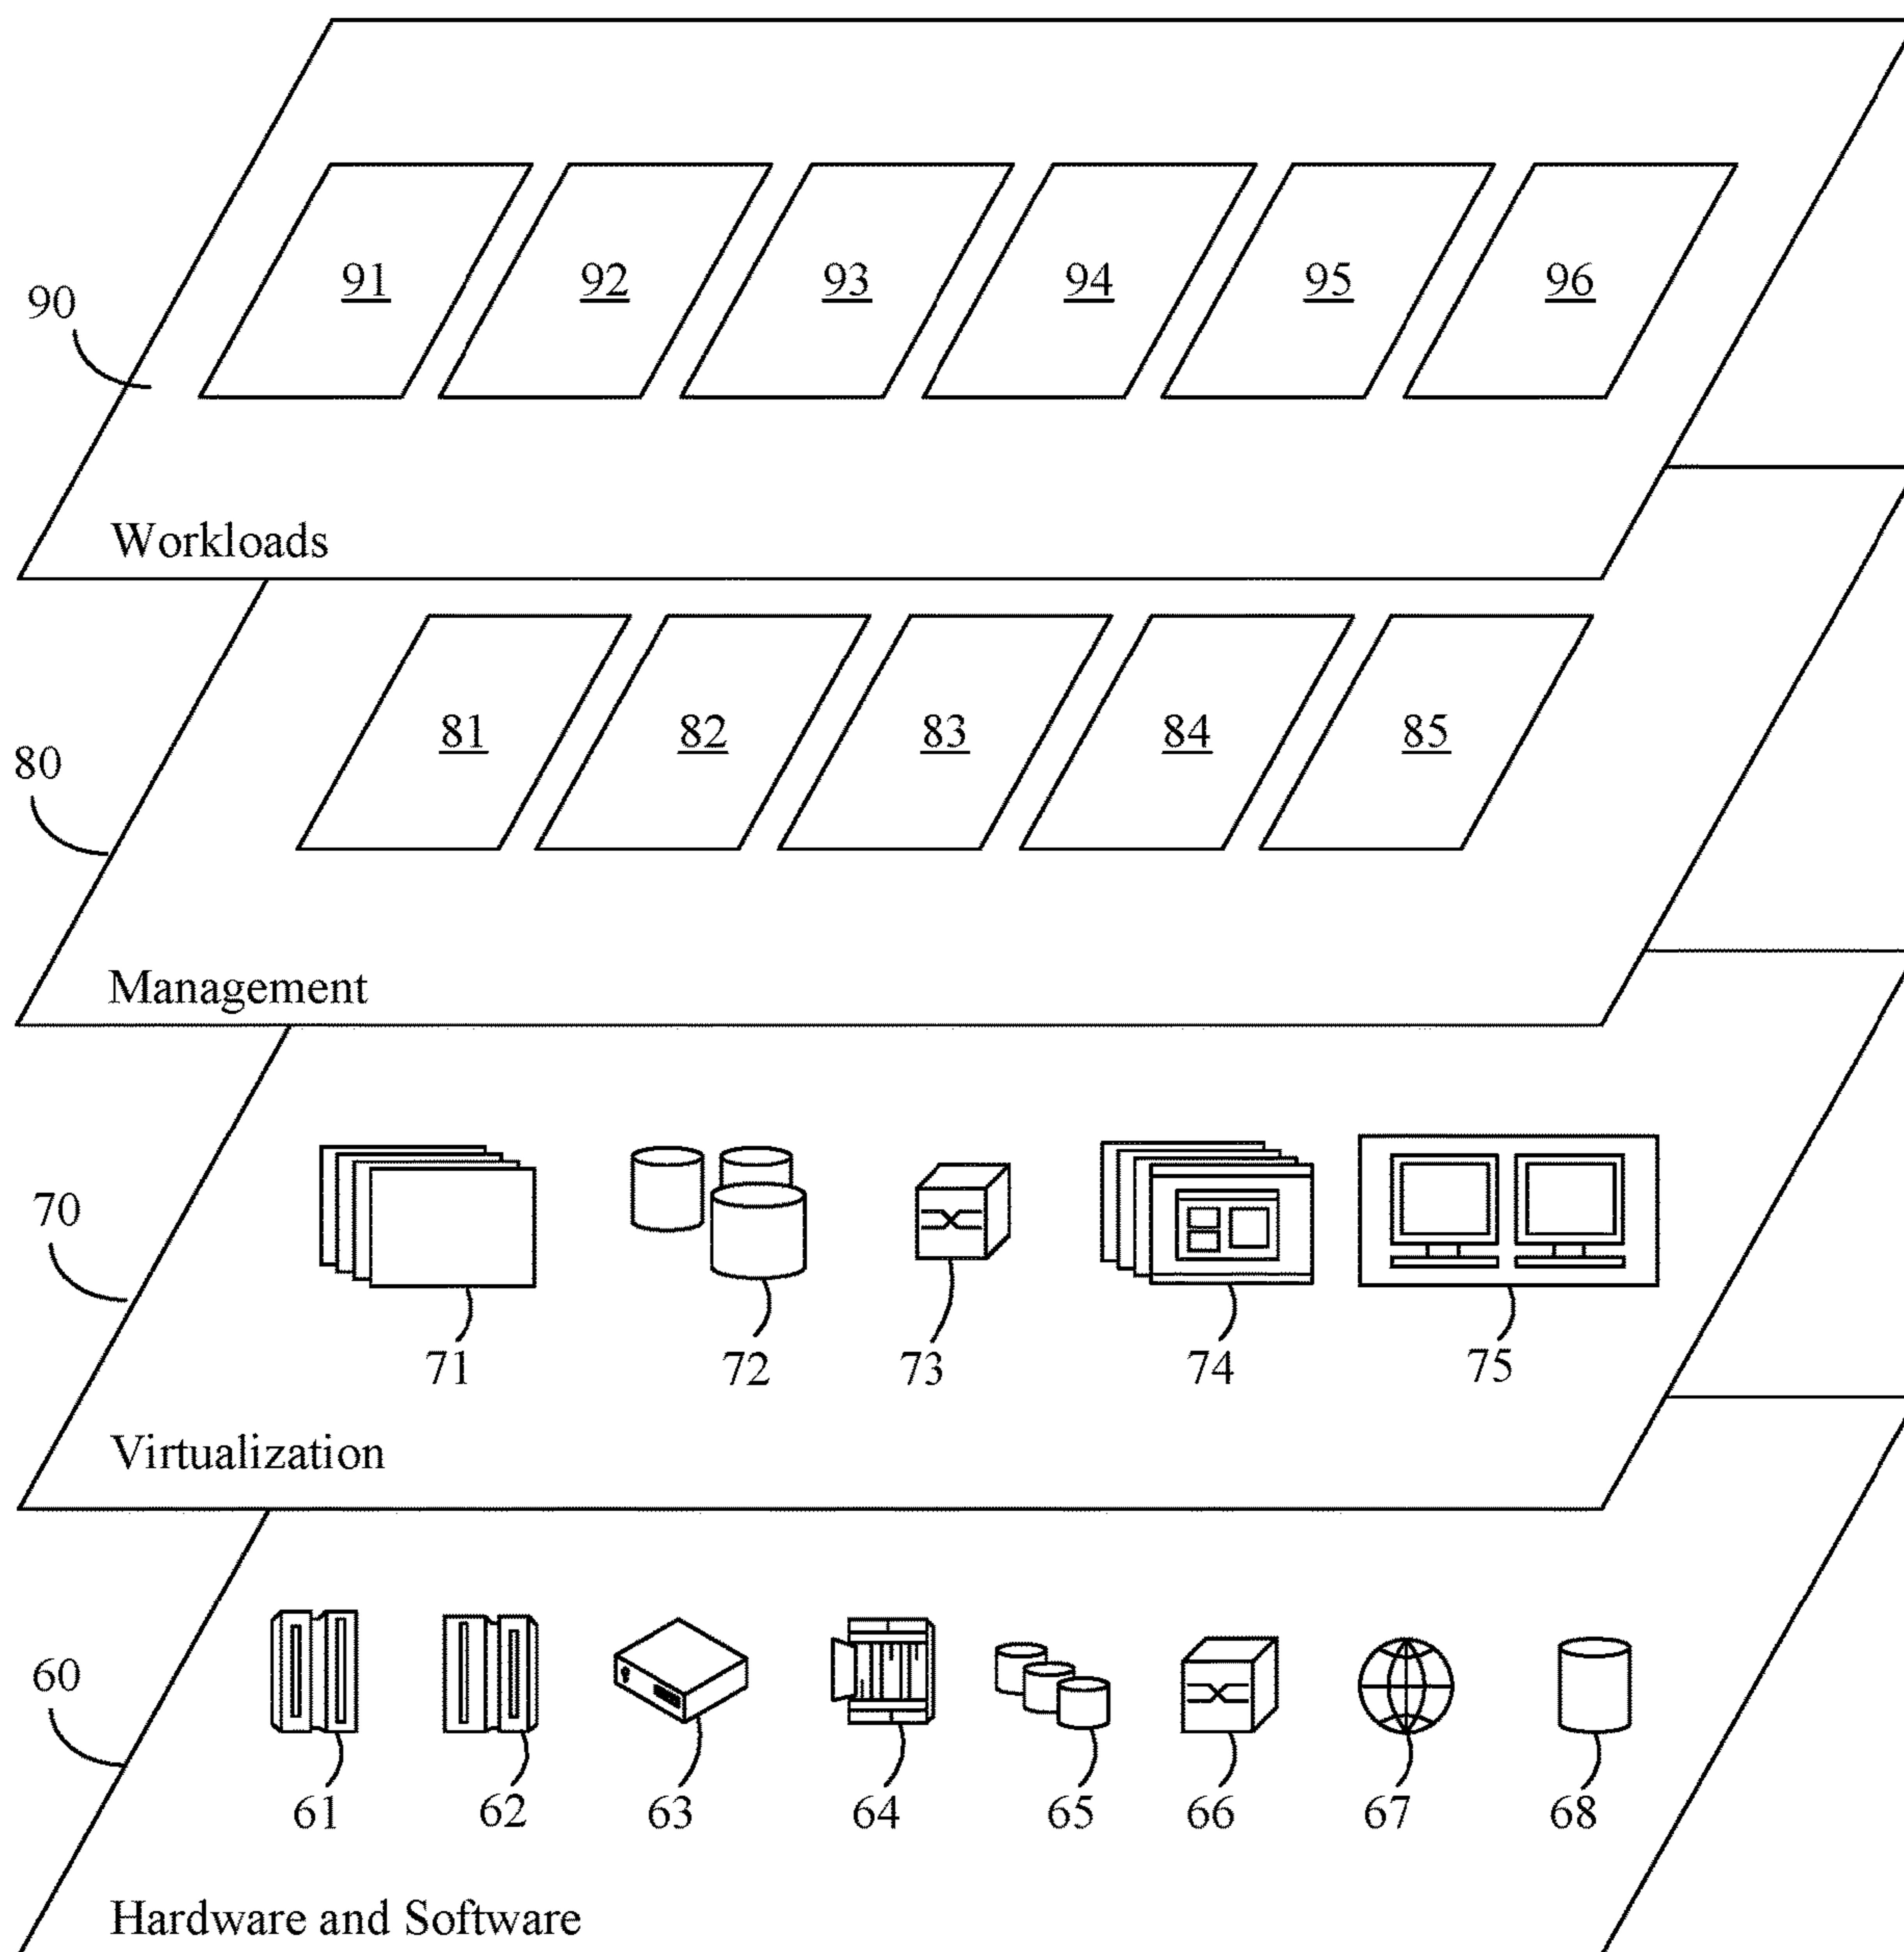 91 92 93 94 95 96
90
Workloads
81 82 83 84 85
80
Management
70
71 72 73 74 75
Virtualization
60
61 62 63 64 65 66 67 68
Hardware and Software